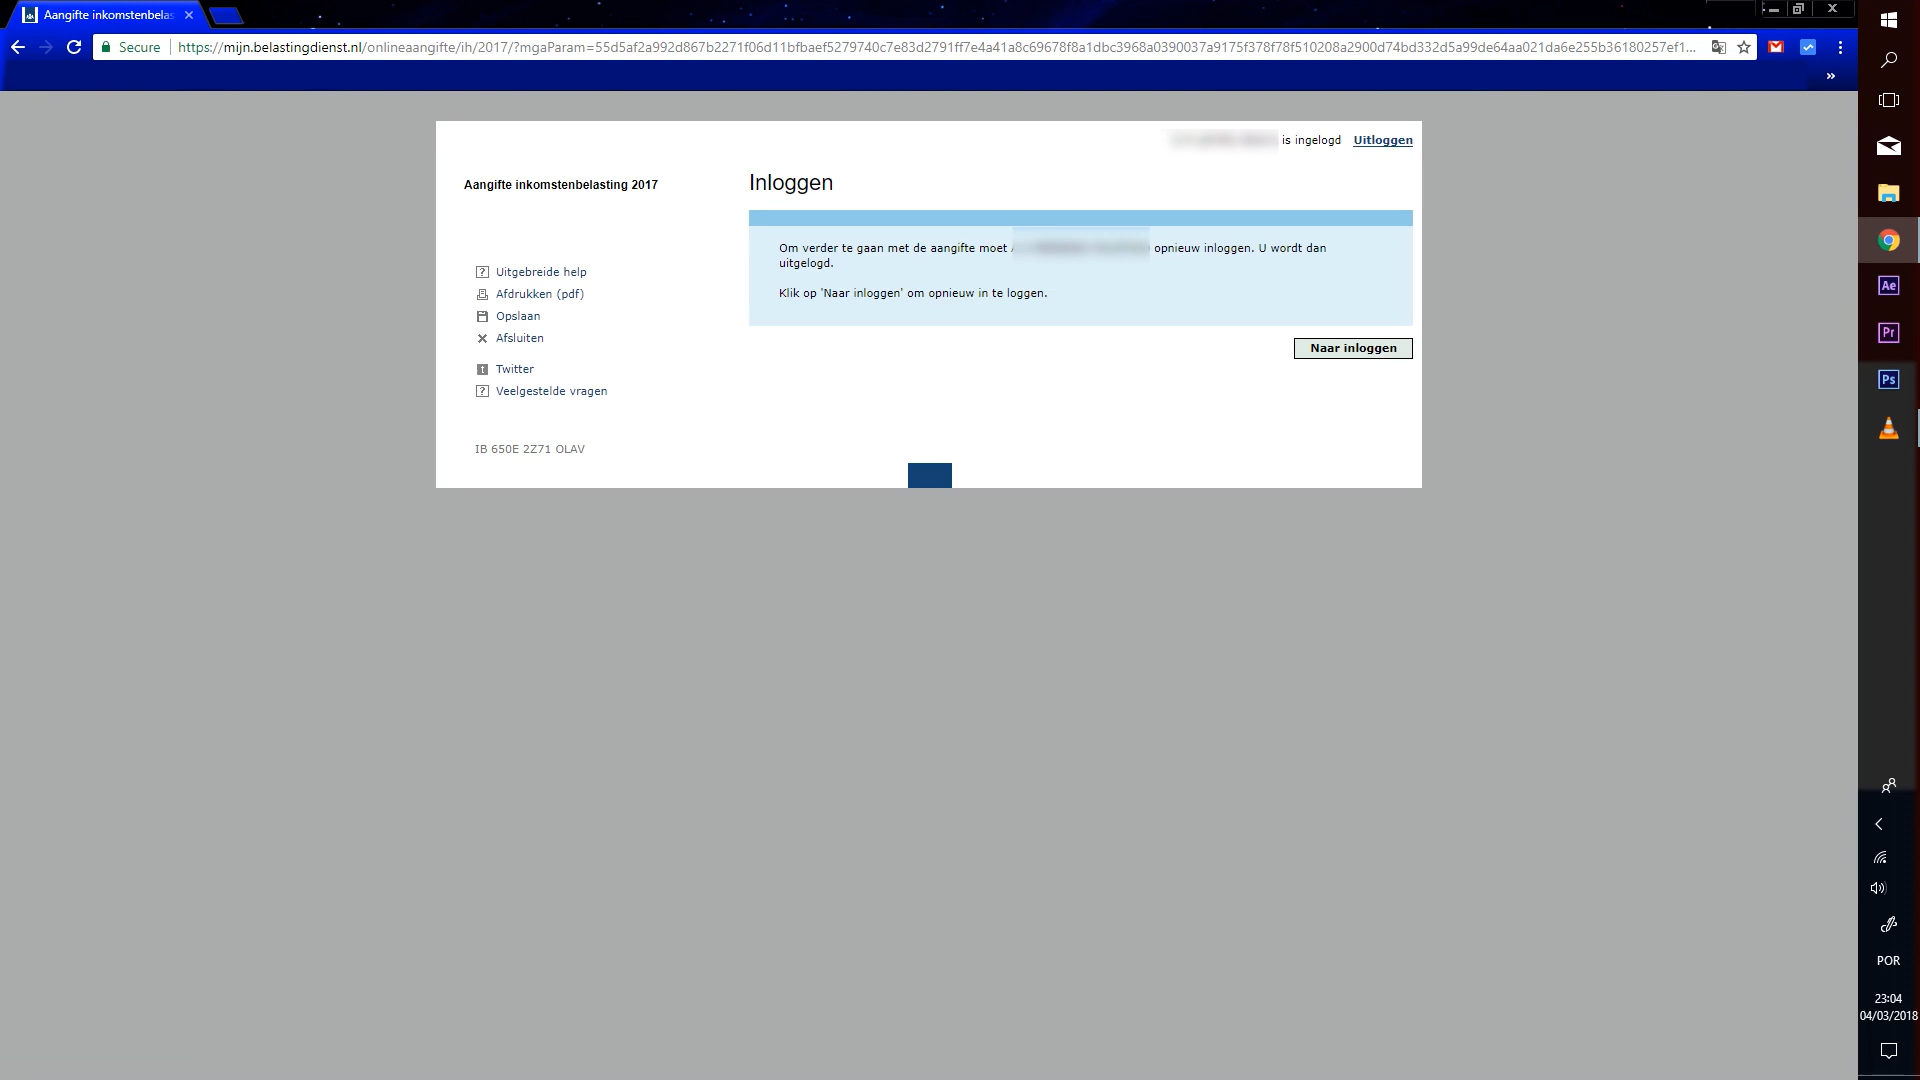 Aangifte inkomstenbelas
Secure
https://mijn.belastingdienst.nl/onlineaangifte/ih/2017/?mgaParam=55d5af2a992d867b2271f06d11bfbaef5279740c7e83d2791ff7e4a41a8c69678f8a1dbc3968a0390037a9175f378f78f510208a2900d74bd332d5a99de64aa021da6e255b36180257ef1...
is ingelogd Uitloggen
Aangifte inkomstenbelasting 2017
Inloggen
Om verder te gaan met de aangifte moet opnieuw inloggen. U wordt dan
uitgelogd.
Klik op 'Naar inloggen' om opnieuw in te loggen.
Naar inloggen
Uitgebreide help
Afdrukken (pdf)
Opslaan
Afsluiten
Twitter
Veelgestelde vragen
IB 650E 2Z71 OLAV
Ae
Pr
Ps
POR
23:04
04/03/2018